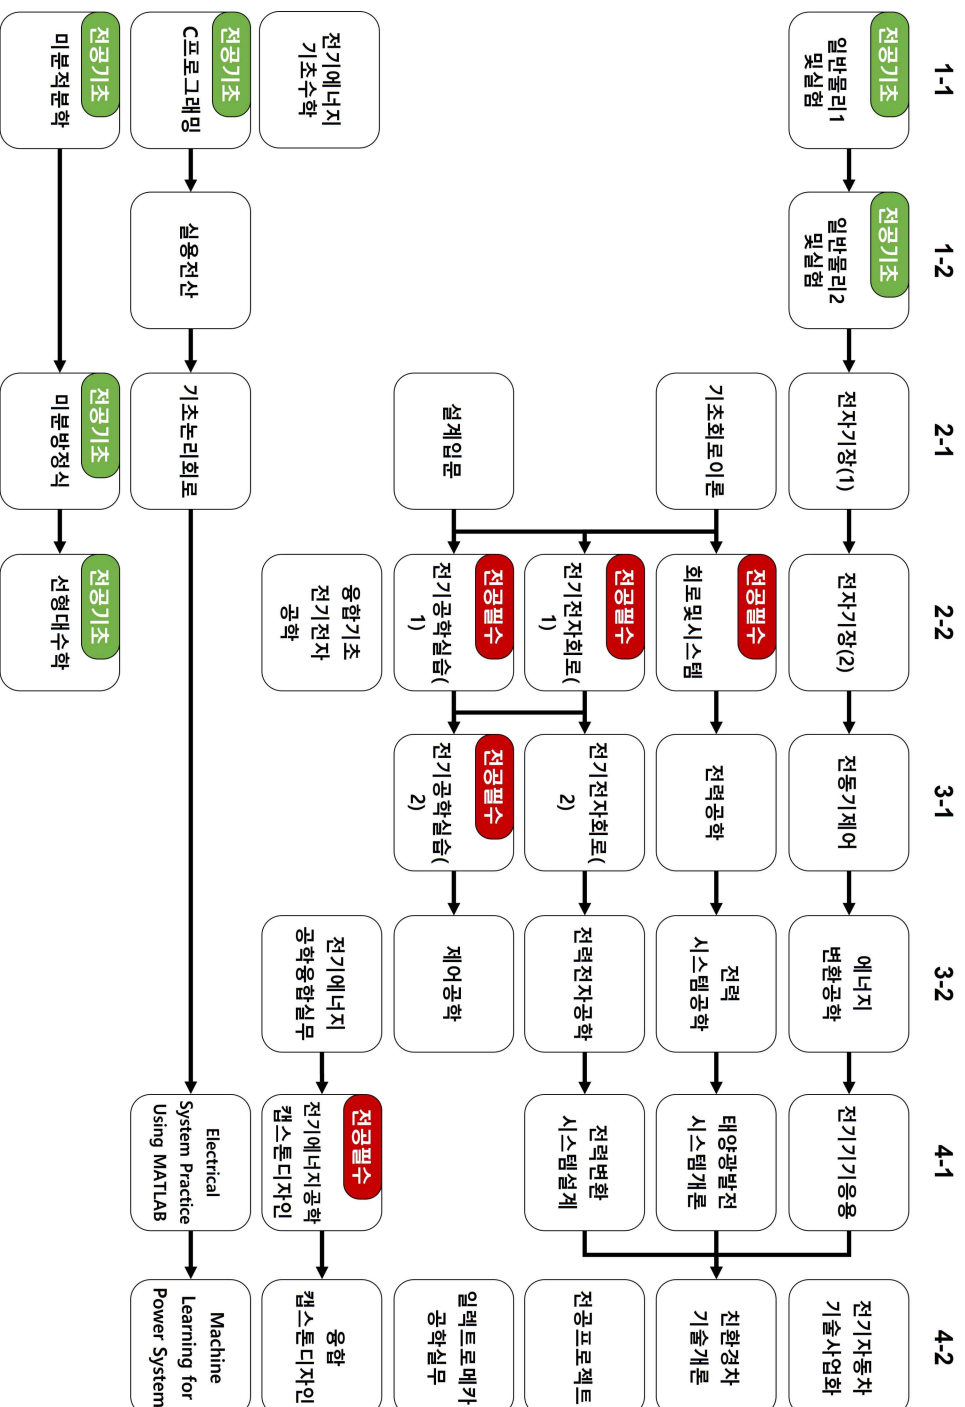 1-1
1-2
2-1
2-2
3-1
3-2
4-1
4-2
전공기초
일반물리1
및실험
전공기초
일반물리2
및실험
전자기장(1)
전자기장(2)
전동기제어
에너지
변환공학
전기기기응용
전기자동차
기술사업화
기초회로이론
전공필수
회로및시스템
전력공학
전력
시스템공학
태양광발전
시스템개론
친환경차
기술개론
전공필수
전기전자회로(
1)
전기전자회로(
2)
전력전자공학
전력변환
시스템설계
전공프로젝트
설계입문
전공필수
전기공학실습(
1)
전공필수
전기공학실습(
2)
제어공학
일렉트로메카
공학실무
전기에너지
기초수학
융합기초
전기전자
공학
전기에너지
공학융합실무
전공필수
전기에너지공학
캡스톤디자인
융합
캡스톤디자인
전공기초
C프로그래밍
실용전산
기초논리회로
Electrical
System Practice
Using MATLAB
Machine
Learning for
Power System
전공기초
미분적분학
전공기초
미분방정식
전공기초
선형대수학